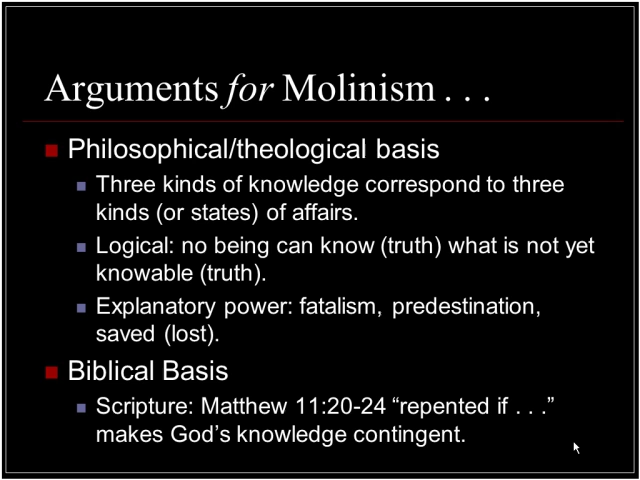 Arguments for Molinism . . .
Philosophical/theological basis
Three kinds of knowledge correspond to three
kinds (or states) of affairs.
Logical: no being can know (truth) what is not yet
knowable (truth).
Explanatory power: fatalism, predestination,
saved (lost).
Biblical Basis
Scripture: Matthew 11:20-24 “repented if . . .”
makes God’s knowledge contingent.